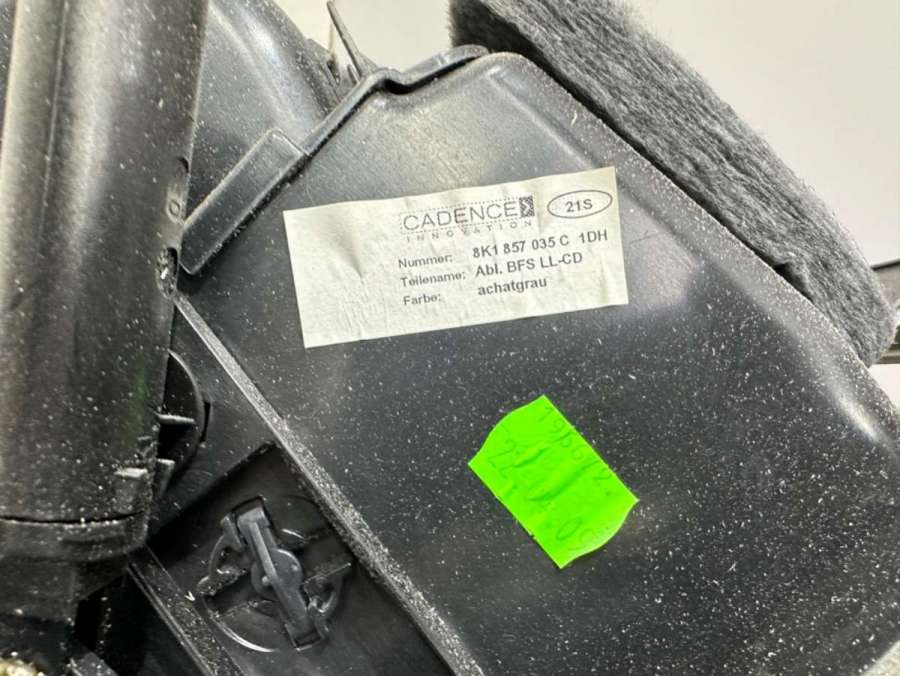 CADENCE
INNOVATION
21S
Nummer: 8K1 857 035 C 1DH
Teilename: Abl. BFS LL-CD
Farbe: achatgrau